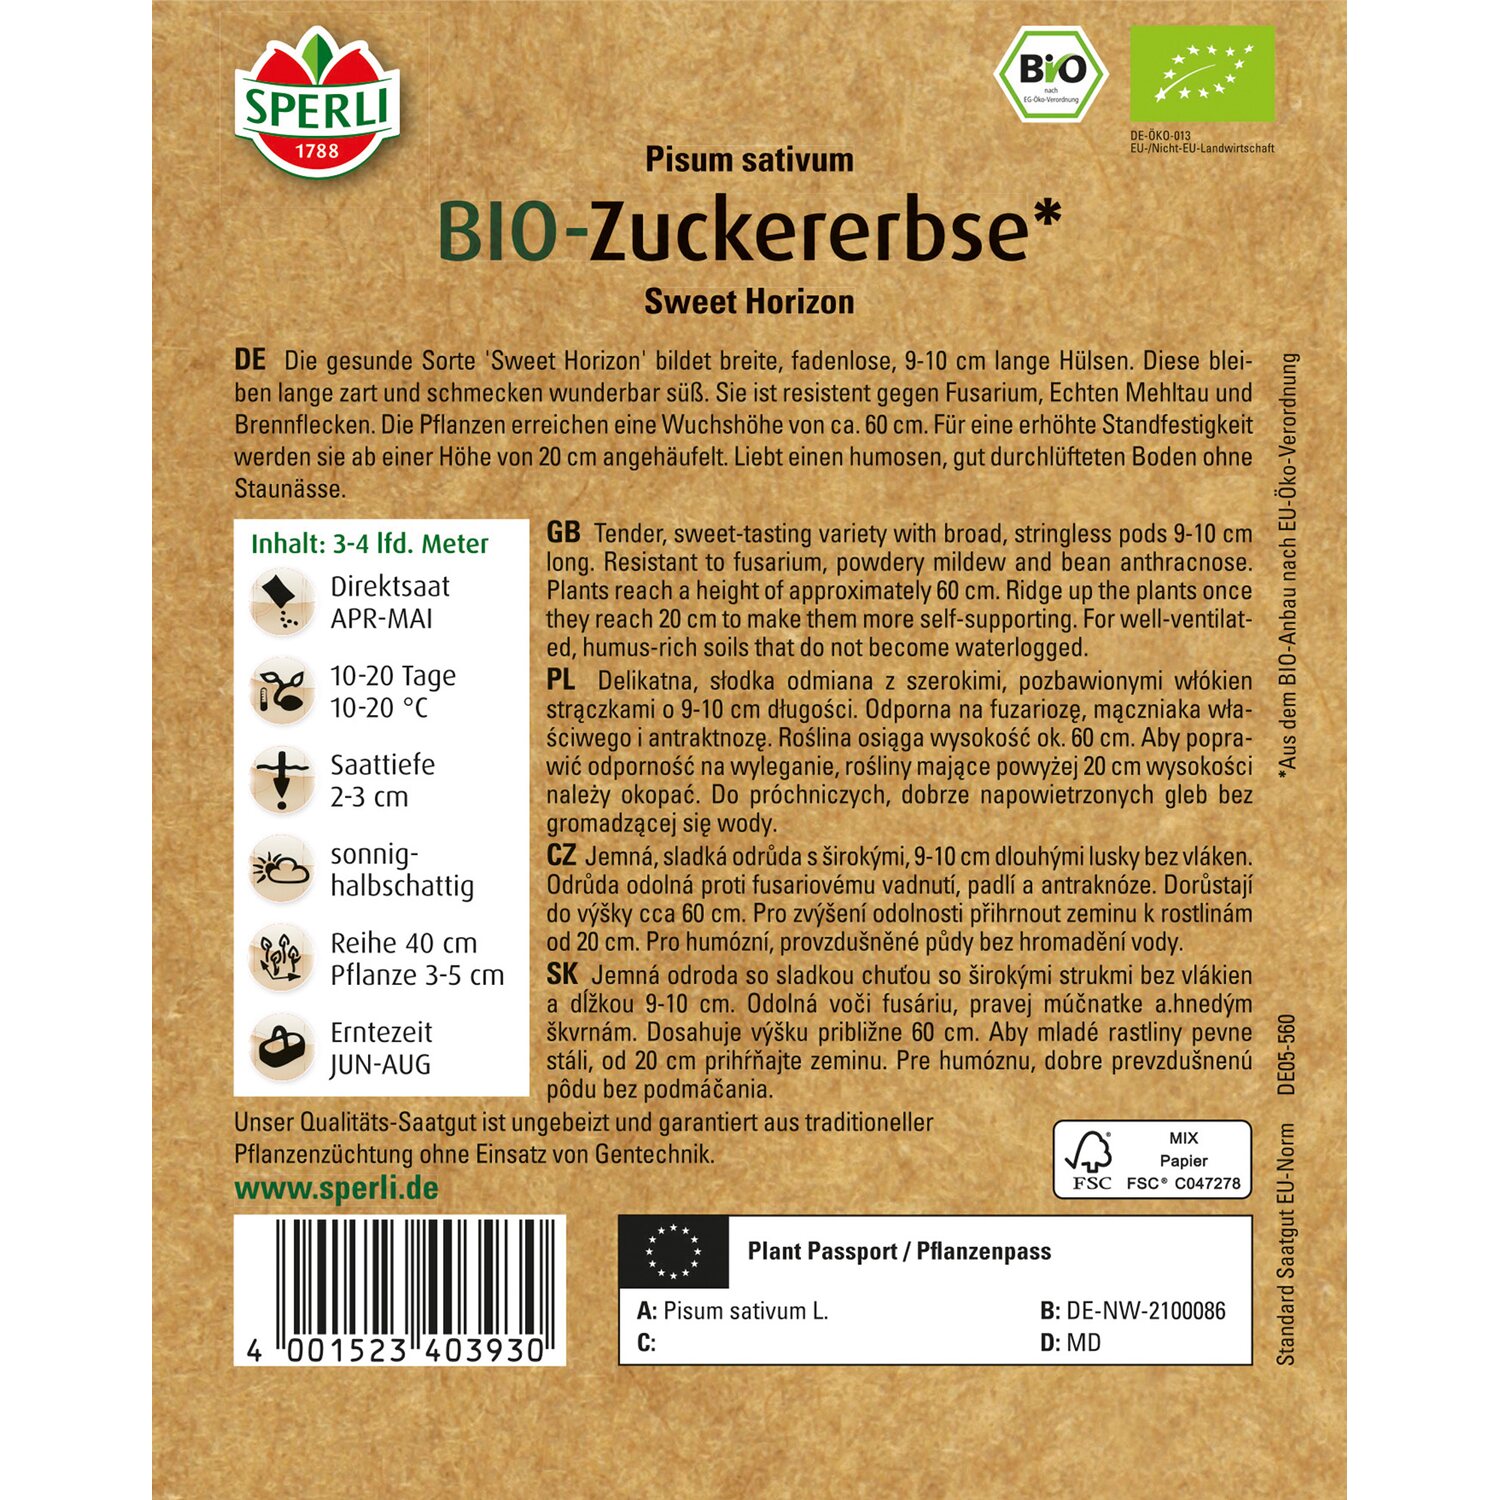 SPERLI
1788
BiO
nach
EG-Öko-Verordnung
DE-ÖKO-013
EU-/Nicht-EU-Landwirtschaft
Pisum sativum
BIO-Zuckererbse*
Sweet Horizon
DE Die gesunde Sorte 'Sweet Horizon' bildet breite, fadenlose, 9-10 cm lange Hülsen. Diese blei-
ben lange zart und schmecken wunderbar süß. Sie ist resistent gegen Fusarium, Echten Mehltau und
Brennflecken. Die Pflanzen erreichen eine Wuchshöhe von ca. 60 cm. Für eine erhöhte Standfestigkeit
werden sie ab einer Höhe von 20 cm angehäufelt. Liebt einen humosen, gut durchlüfteten Boden ohne
Staunässe.
Inhalt: 3-4 lfd. Meter
Direktsaat
APR-MAI
10-20 Tage
10-20 °C
Saattiefe
2-3 cm
sonnig-
halbschattig
Reihe 40 cm
Pflanze 3-5 cm
Erntezeit
JUN-AUG
GB Tender, sweet-tasting variety with broad, stringless pods 9-10 cm
long. Resistant to fusarium, powdery mildew and bean anthracnose.
Plants reach a height of approximately 60 cm. Ridge up the plants once
they reach 20 cm to make them more self-supporting. For well-ventilat-
ed, humus-rich soils that do not become waterlogged.
PL Delikatna, słodka odmiana z szerokimi, pozbawionymi włókien
strączkami o 9-10 cm długości. Odporna na fuzariozę, mączniaka wła-
ściwego i antraktnozę. Roślina osiąga wysokość ok. 60 cm. Aby popra-
wić odporność na wyleganie, rośliny mające powyżej 20 cm wysokości
należy okopać. Do próchniczych, dobrze napowietrzonych gleb bez
gromadzącej się wody.
CZ Jemná, sladká odrůda s širokými, 9-10 cm dlouhými lusky bez vláken.
Odrůda odolná proti fusariovému vadnutí, padlí a antraknóze. Dorůstají
do výšky cca 60 cm. Pro zvýšení odolnosti přihrnout zeminu k rostlinám
od 20 cm. Pro humózní, provzdušněné půdy bez hromadění vody.
SK Jemná odroda so sladkou chuťou so širokými strukmi bez vlákien
a dĺžkou 9-10 cm. Odolná voči fusáriu, pravej múčnatke a.hnedým
škvrnám. Dosahuje výšku približne 60 cm. Aby mladé rastliny pevne
stáli, od 20 cm prihŕňajte zeminu. Pre humóznu, dobre prevzdušnenú
pôdu bez podmáčania.
*Aus dem BIO-Anbau nach EU-Öko-Verordnung
Standard Saatgut EU-Norm DE05-560
Unser Qualitäts-Saatgut ist ungebeizt und garantiert aus traditioneller
Pflanzenzüchtung ohne Einsatz von Gentechnik.
www.sperli.de
FSC
MIX
Papier
FSC® C047278
4 001523 403930
Plant Passport / Pflanzenpass
A: Pisum sativum L.
B: DE-NW-2100086
C:
D: MD